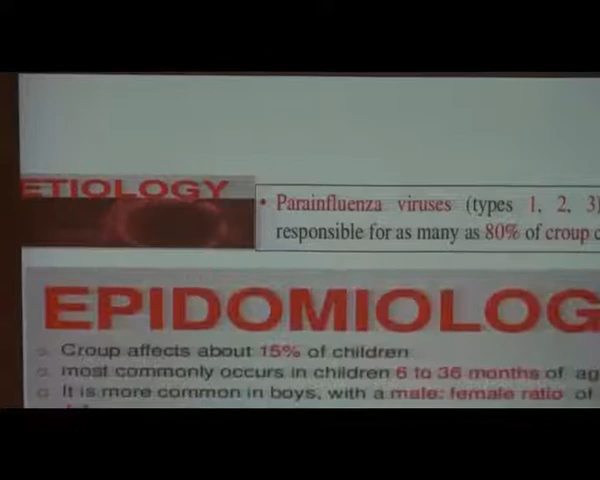 ETIOLOGY
• Parainfluenza viruses (types 1, 2, 3)
responsible for as many as 80% of croup
EPIDOMIOLOG
Croup affects about 15% of children
most commonly occurs in children 6 to 36 months of ag
It is more common in boys, with a male: female ratio of